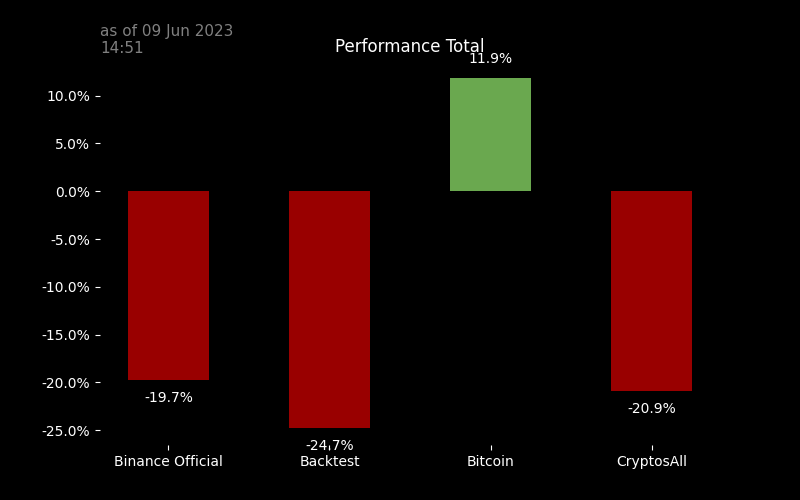 as of 09 Jun 2023
14:51
Performance Total
11.9%
10.0%
5.0%
0.0%
-5.0%
-10.0%
-15.0%
-20.0%
-19.7%
-20.9%
-25.0%
-24.7%
Binance Official
Backtest
Bitcoin
CryptosAll